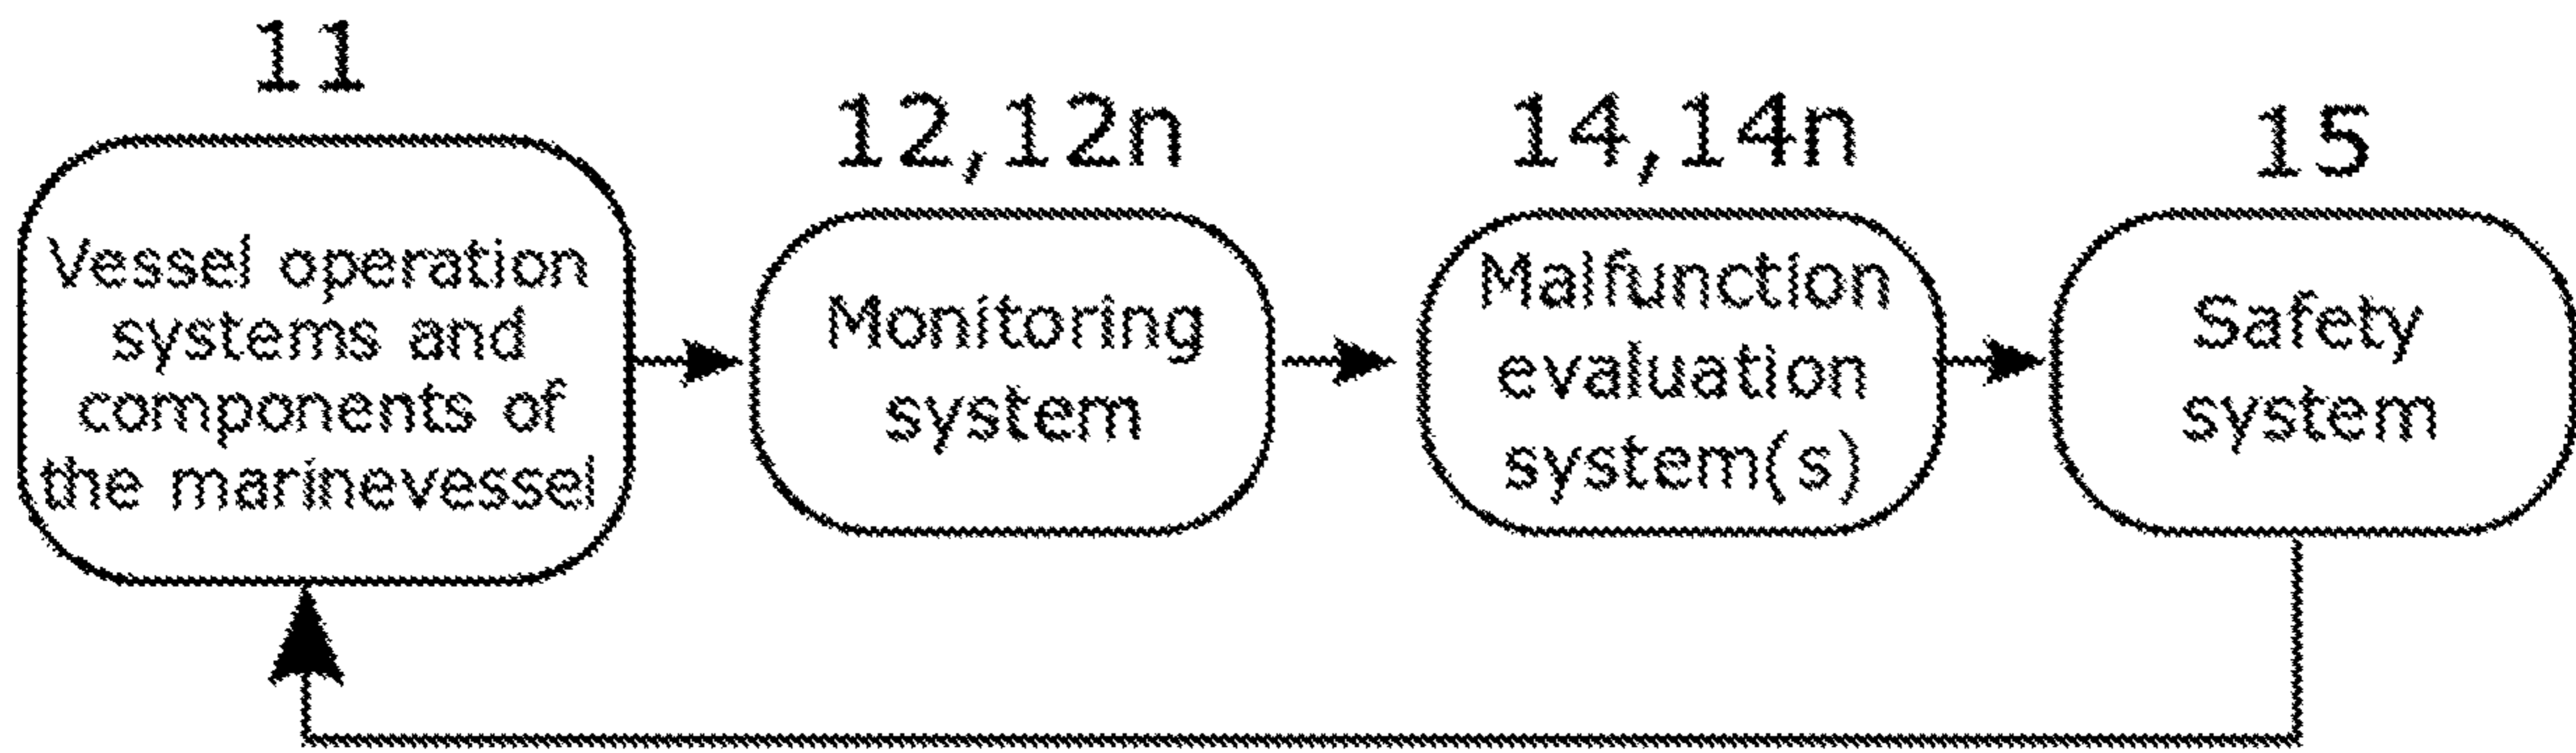 11
Vessel operation
systems and
components of
the marinevessel
12,12n
Monitoring
system
14,14n
Malfunction
evaluation
system(s)
15
Safety
system